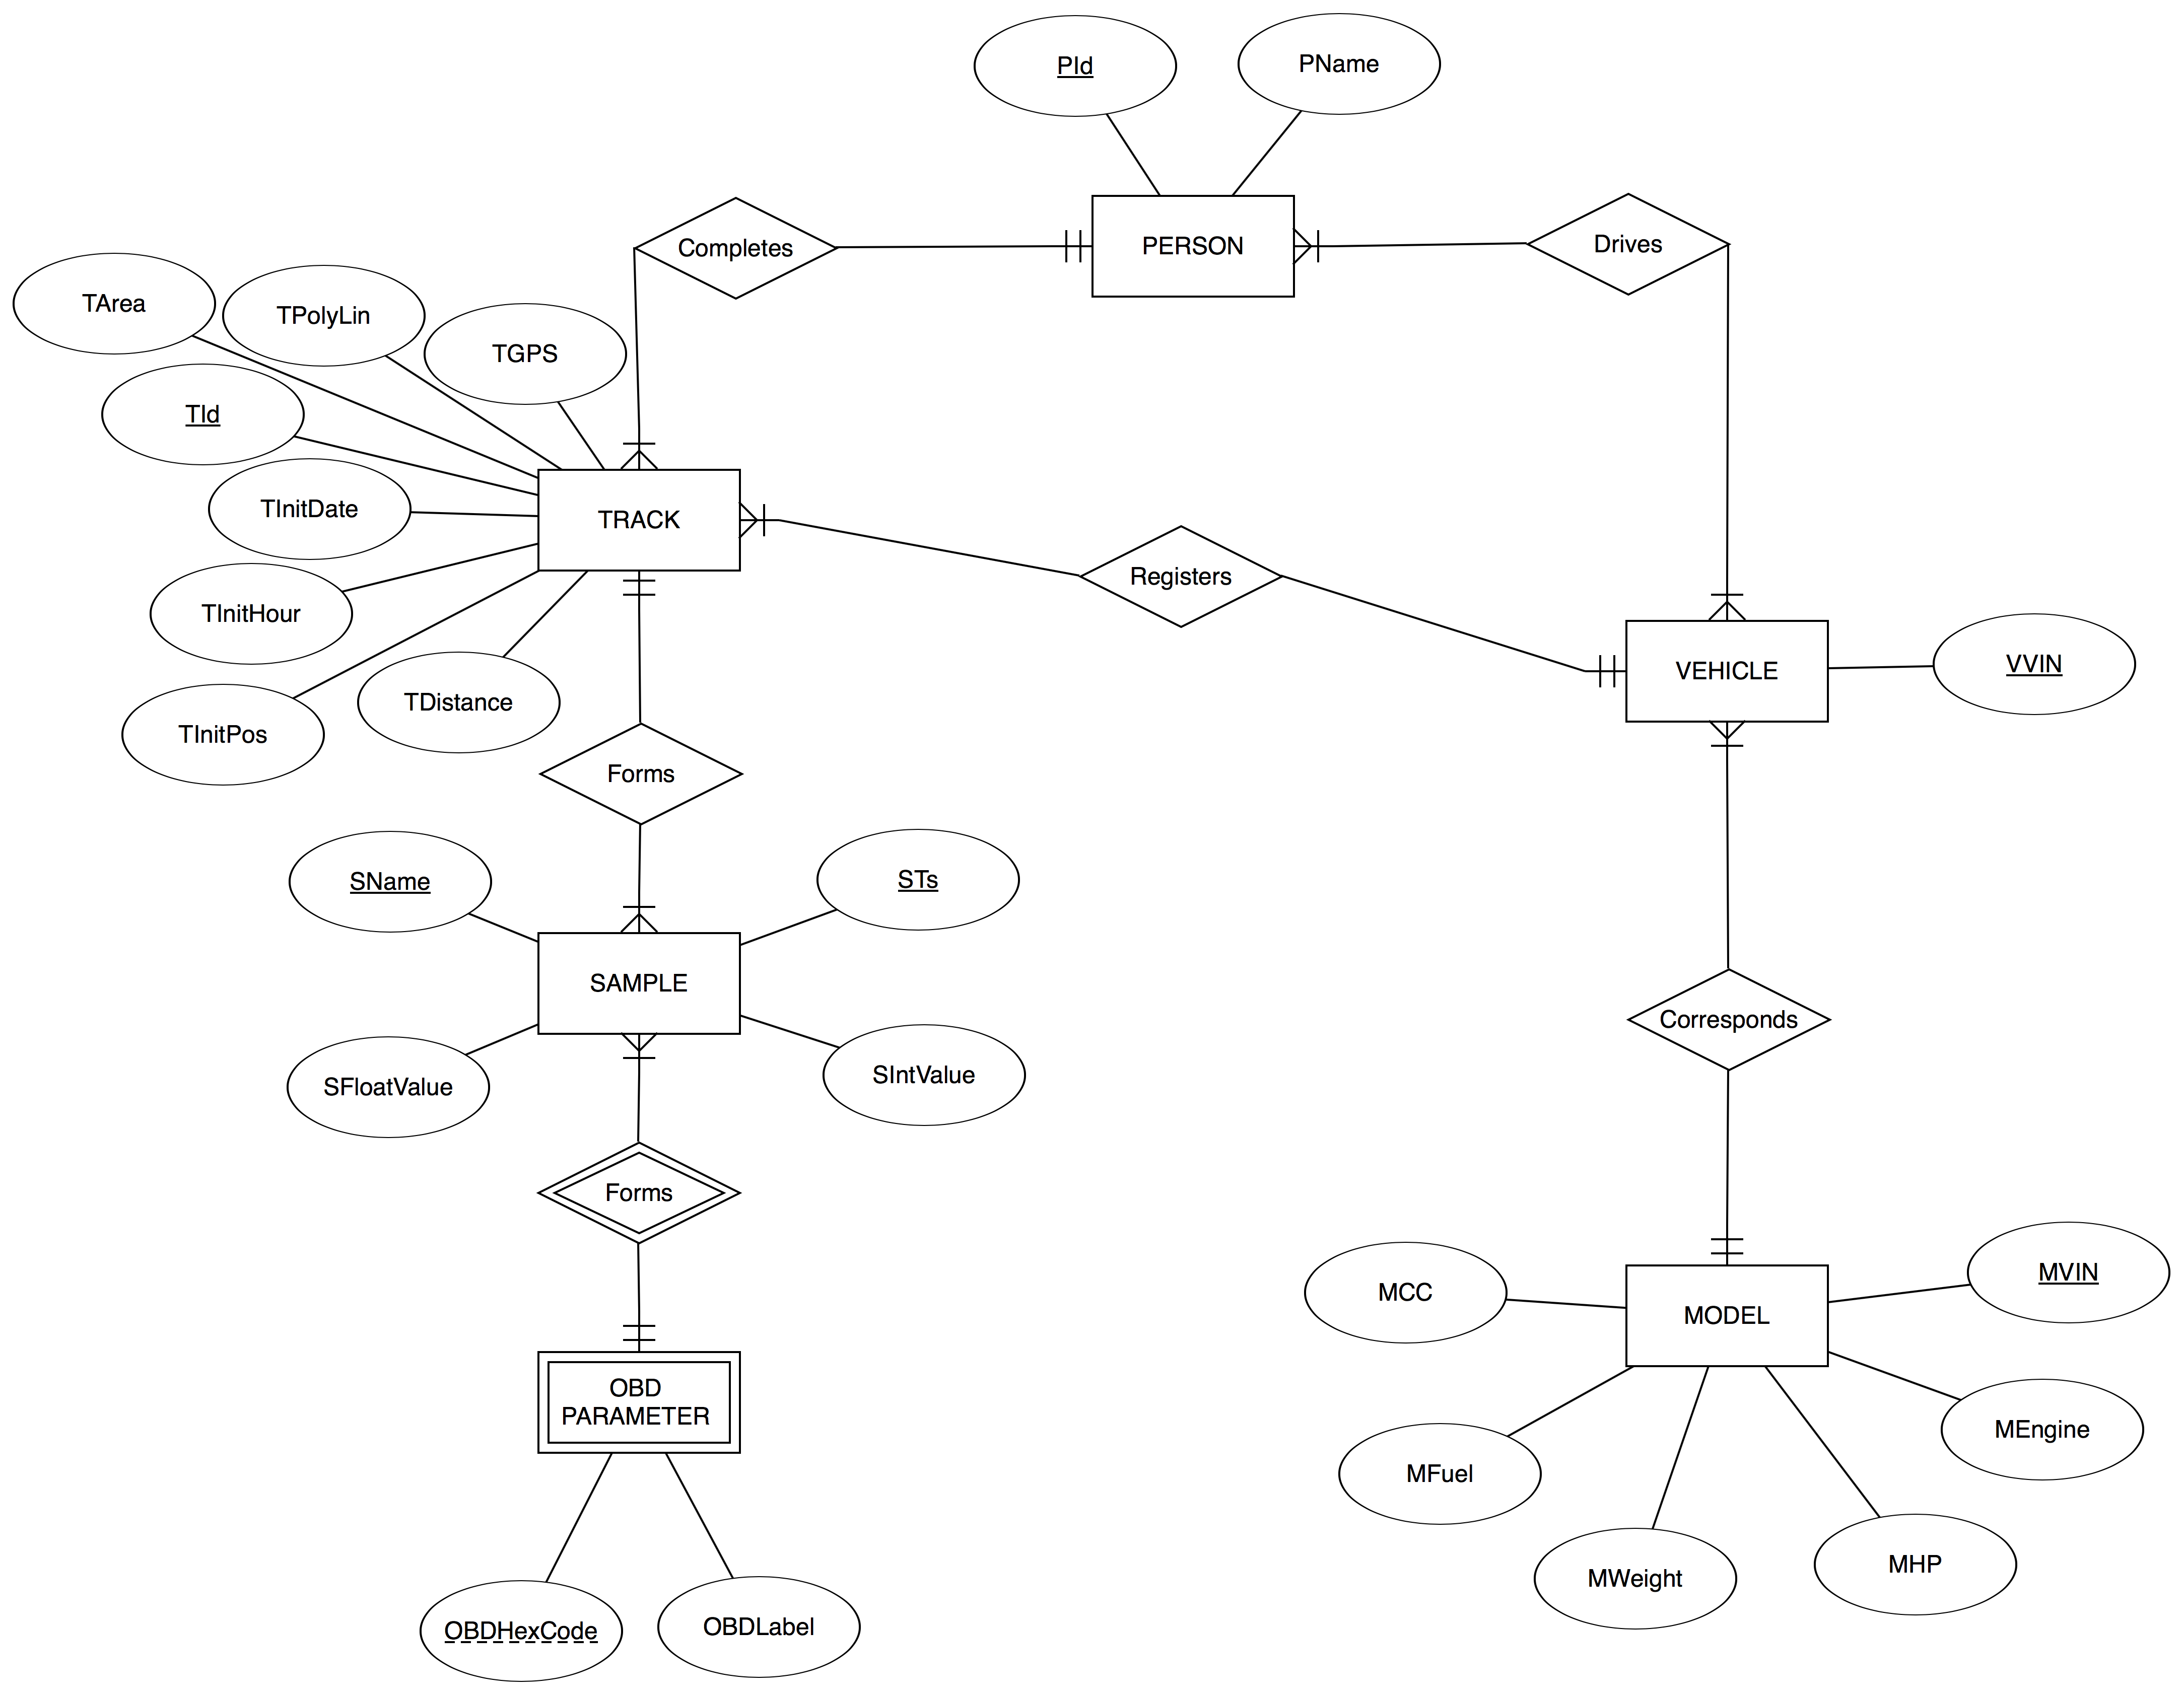 PId
PName
Completes
PERSON
Drives
TArea
TPolyLin
TGPS
TId
TInitDate
TRACK
Registers
TInitHour
VEHICLE
VVIN
TInitPos
TDistance
Forms
SName
STs
SAMPLE
SFloatValue
SIntValue
Corresponds
Forms
MCC
MVIN
MODEL
OBD
PARAMETER
MFuel
MEngine
MWeight
MHP
OBDHexCode
OBDLabel